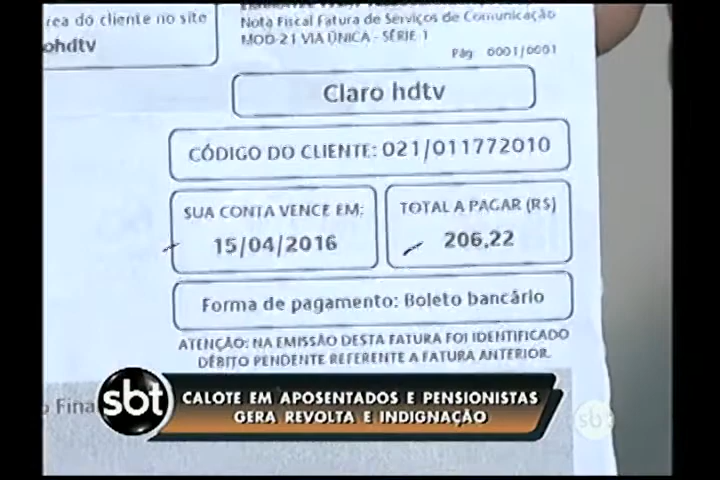 rea do cliente no site
ohdtv
Nota Fiscal Fatura de Serviços de Comunicação
MOD-21 VIA ÚNICA - SÉRIE 1
Pág: 0001/0001
Claro hdtv
CÓDIGO DO CLIENTE: 021/011772010
SUA CONTA VENCE EM:
15/04/2016
TOTAL A PAGAR (R$)
206,22
Forma de pagamento: Boleto bancário
ATENÇÃO: NA EMISSÃO DESTA FATURA FOI IDENTIFICADO
DÉBITO PENDENTE REFERENTE A FATURA ANTERIOR.
o Fina
sbt
CALOTE EM APOSENTADOS E PENSIONISTAS
GERA REVOLTA E INDIGNAÇÃO
sbt